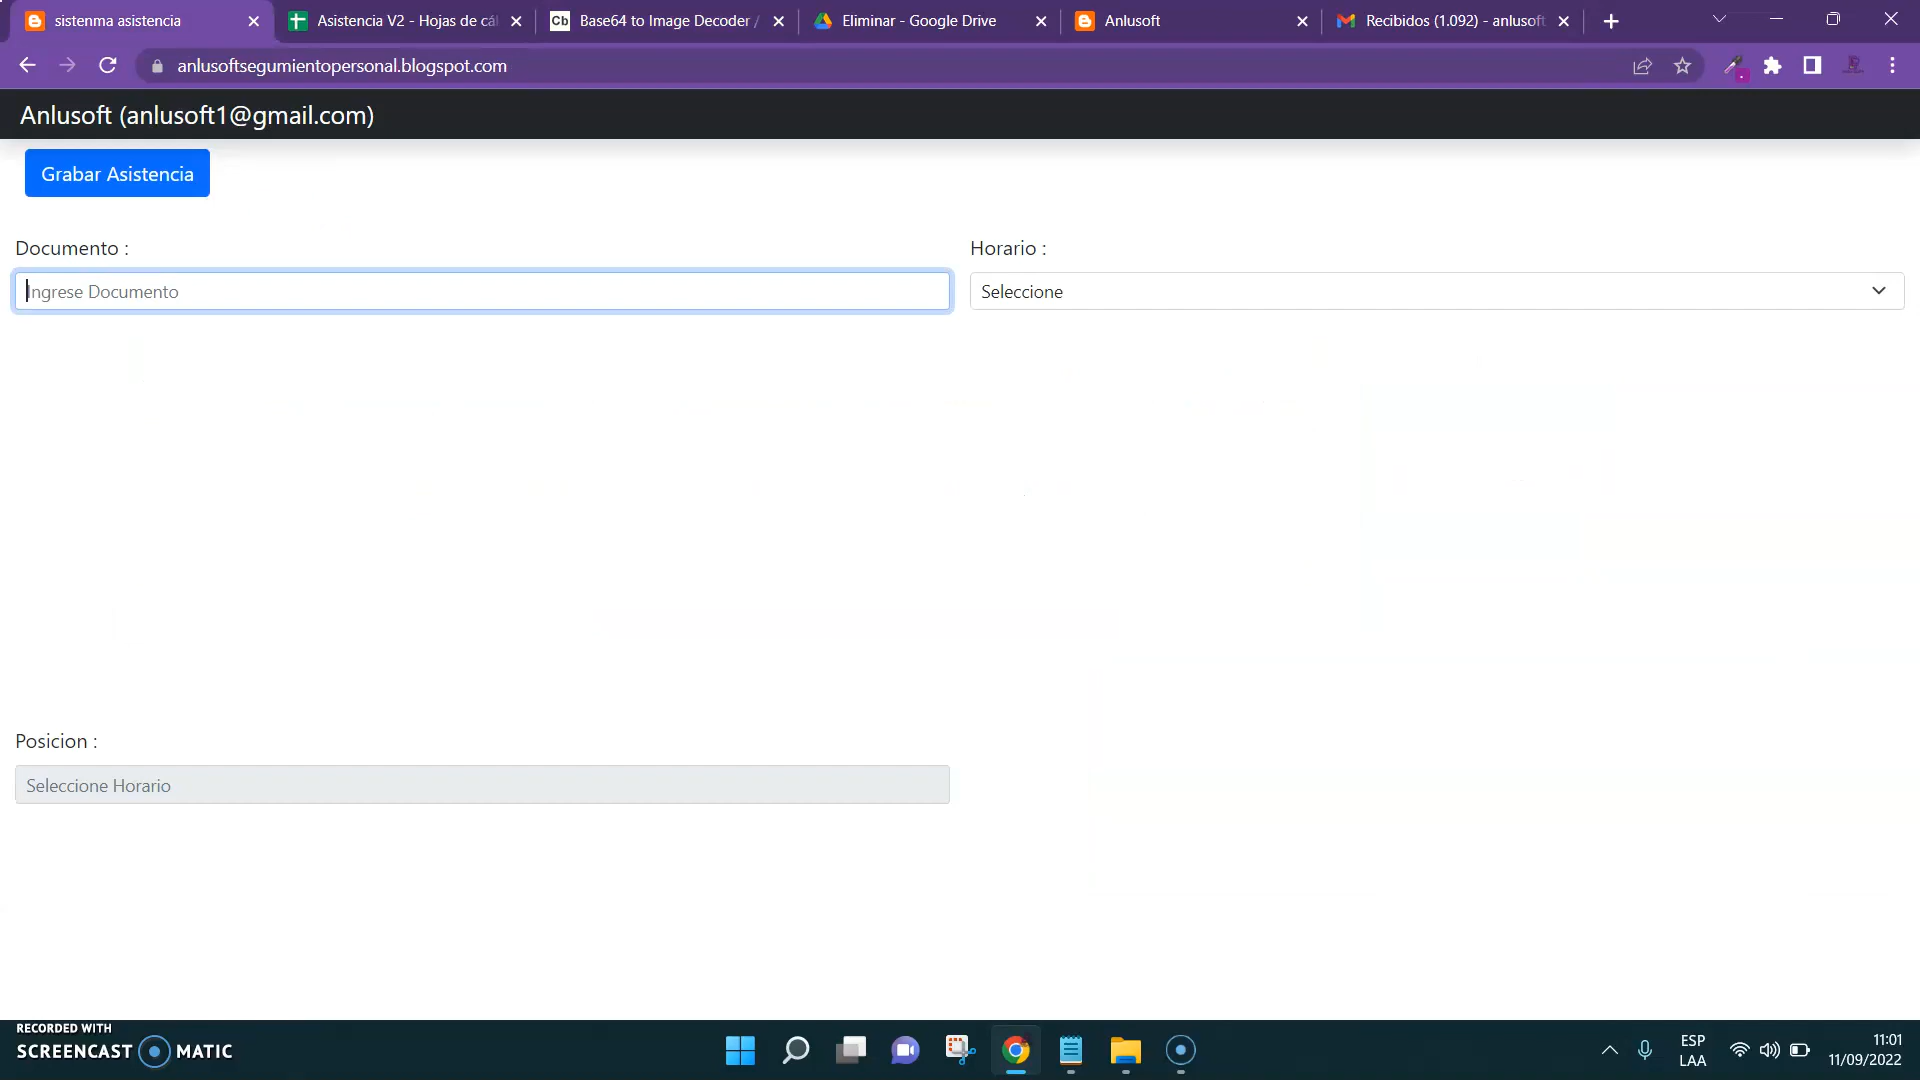 sistenma asistencia
Asistencia V2 - Hojas de cál
Base64 to Image Decoder /
Eliminar - Google Drive
Anlusoft
Recibidos (1.092) - anlusoft
anlusoftsegumientopersonal.blogspot.com
Anlusoft (anlusoft1@gmail.com)
Grabar Asistencia
Documento :
Horario :
Ingrese Documento
Seleccione
Posicion :
Seleccione Horario
RECORDED WITH
SCREENCAST MATIC
ESP
LAA
11:01
11/09/2022